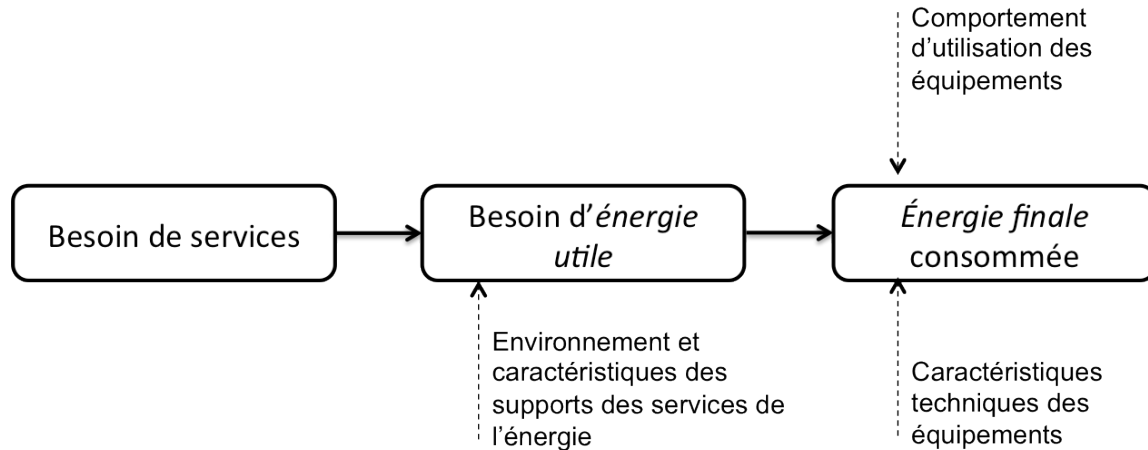 Comportement
d’utilisation des
équipements
Besoin de services
Besoin d’énergie
utile
Énergie finale
consommée
Environnement et
caractéristiques des
supports des services de
l’énergie
Caractéristiques
techniques des
équipements